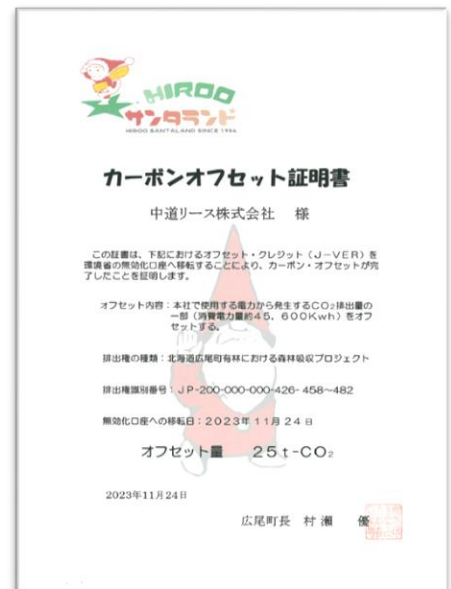 HIROO
サンタランド
HIROO SANTALAND SINCE 1984
カーボンオフセット証明書
中道リース株式会社 様
この証書は、下記におけるオフセット・クレジット(J-VER)を
環境省の無効化口座へ移転することにより、カーボン・オフセットが完
了したことを証明します。
オフセット内容:本社で使用する電力から発生するCO₂排出量の
一部(消費電力量約45,600Kwh)をオフ
セットする。
排出権の種類:北海道広尾町有林における森林吸収プロジェクト
排出権識別番号:JP-200-000-000-426-458~482
無効化口座への移転日:2023年11月24日
オフセット量 25t-CO₂
2023年11月24日
広尾町長 村瀬 優